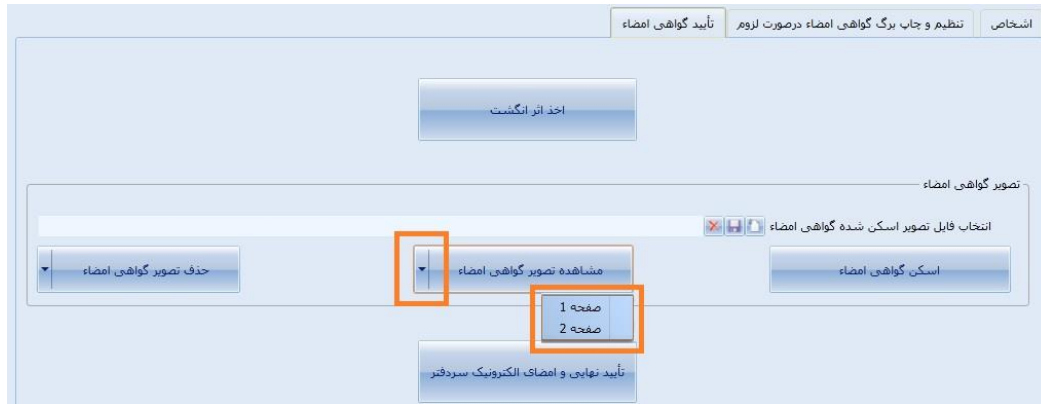 اشخاص
تنظیم و چاپ برگ گواهی امضاء درصورت لزوم
تأیید گواهی امضاء
اخذ اثر انگشت
تصویر گواهی امضاء
انتخاب فایل تصویر اسکن شده گواهی امضاء
اسکن گواهی امضاء
مشاهده تصویر گواهی امضاء
حذف تصویر گواهی امضاء
صفحه 1
صفحه 2
تأیید نهایی و امضای الکترونیک سردفتر